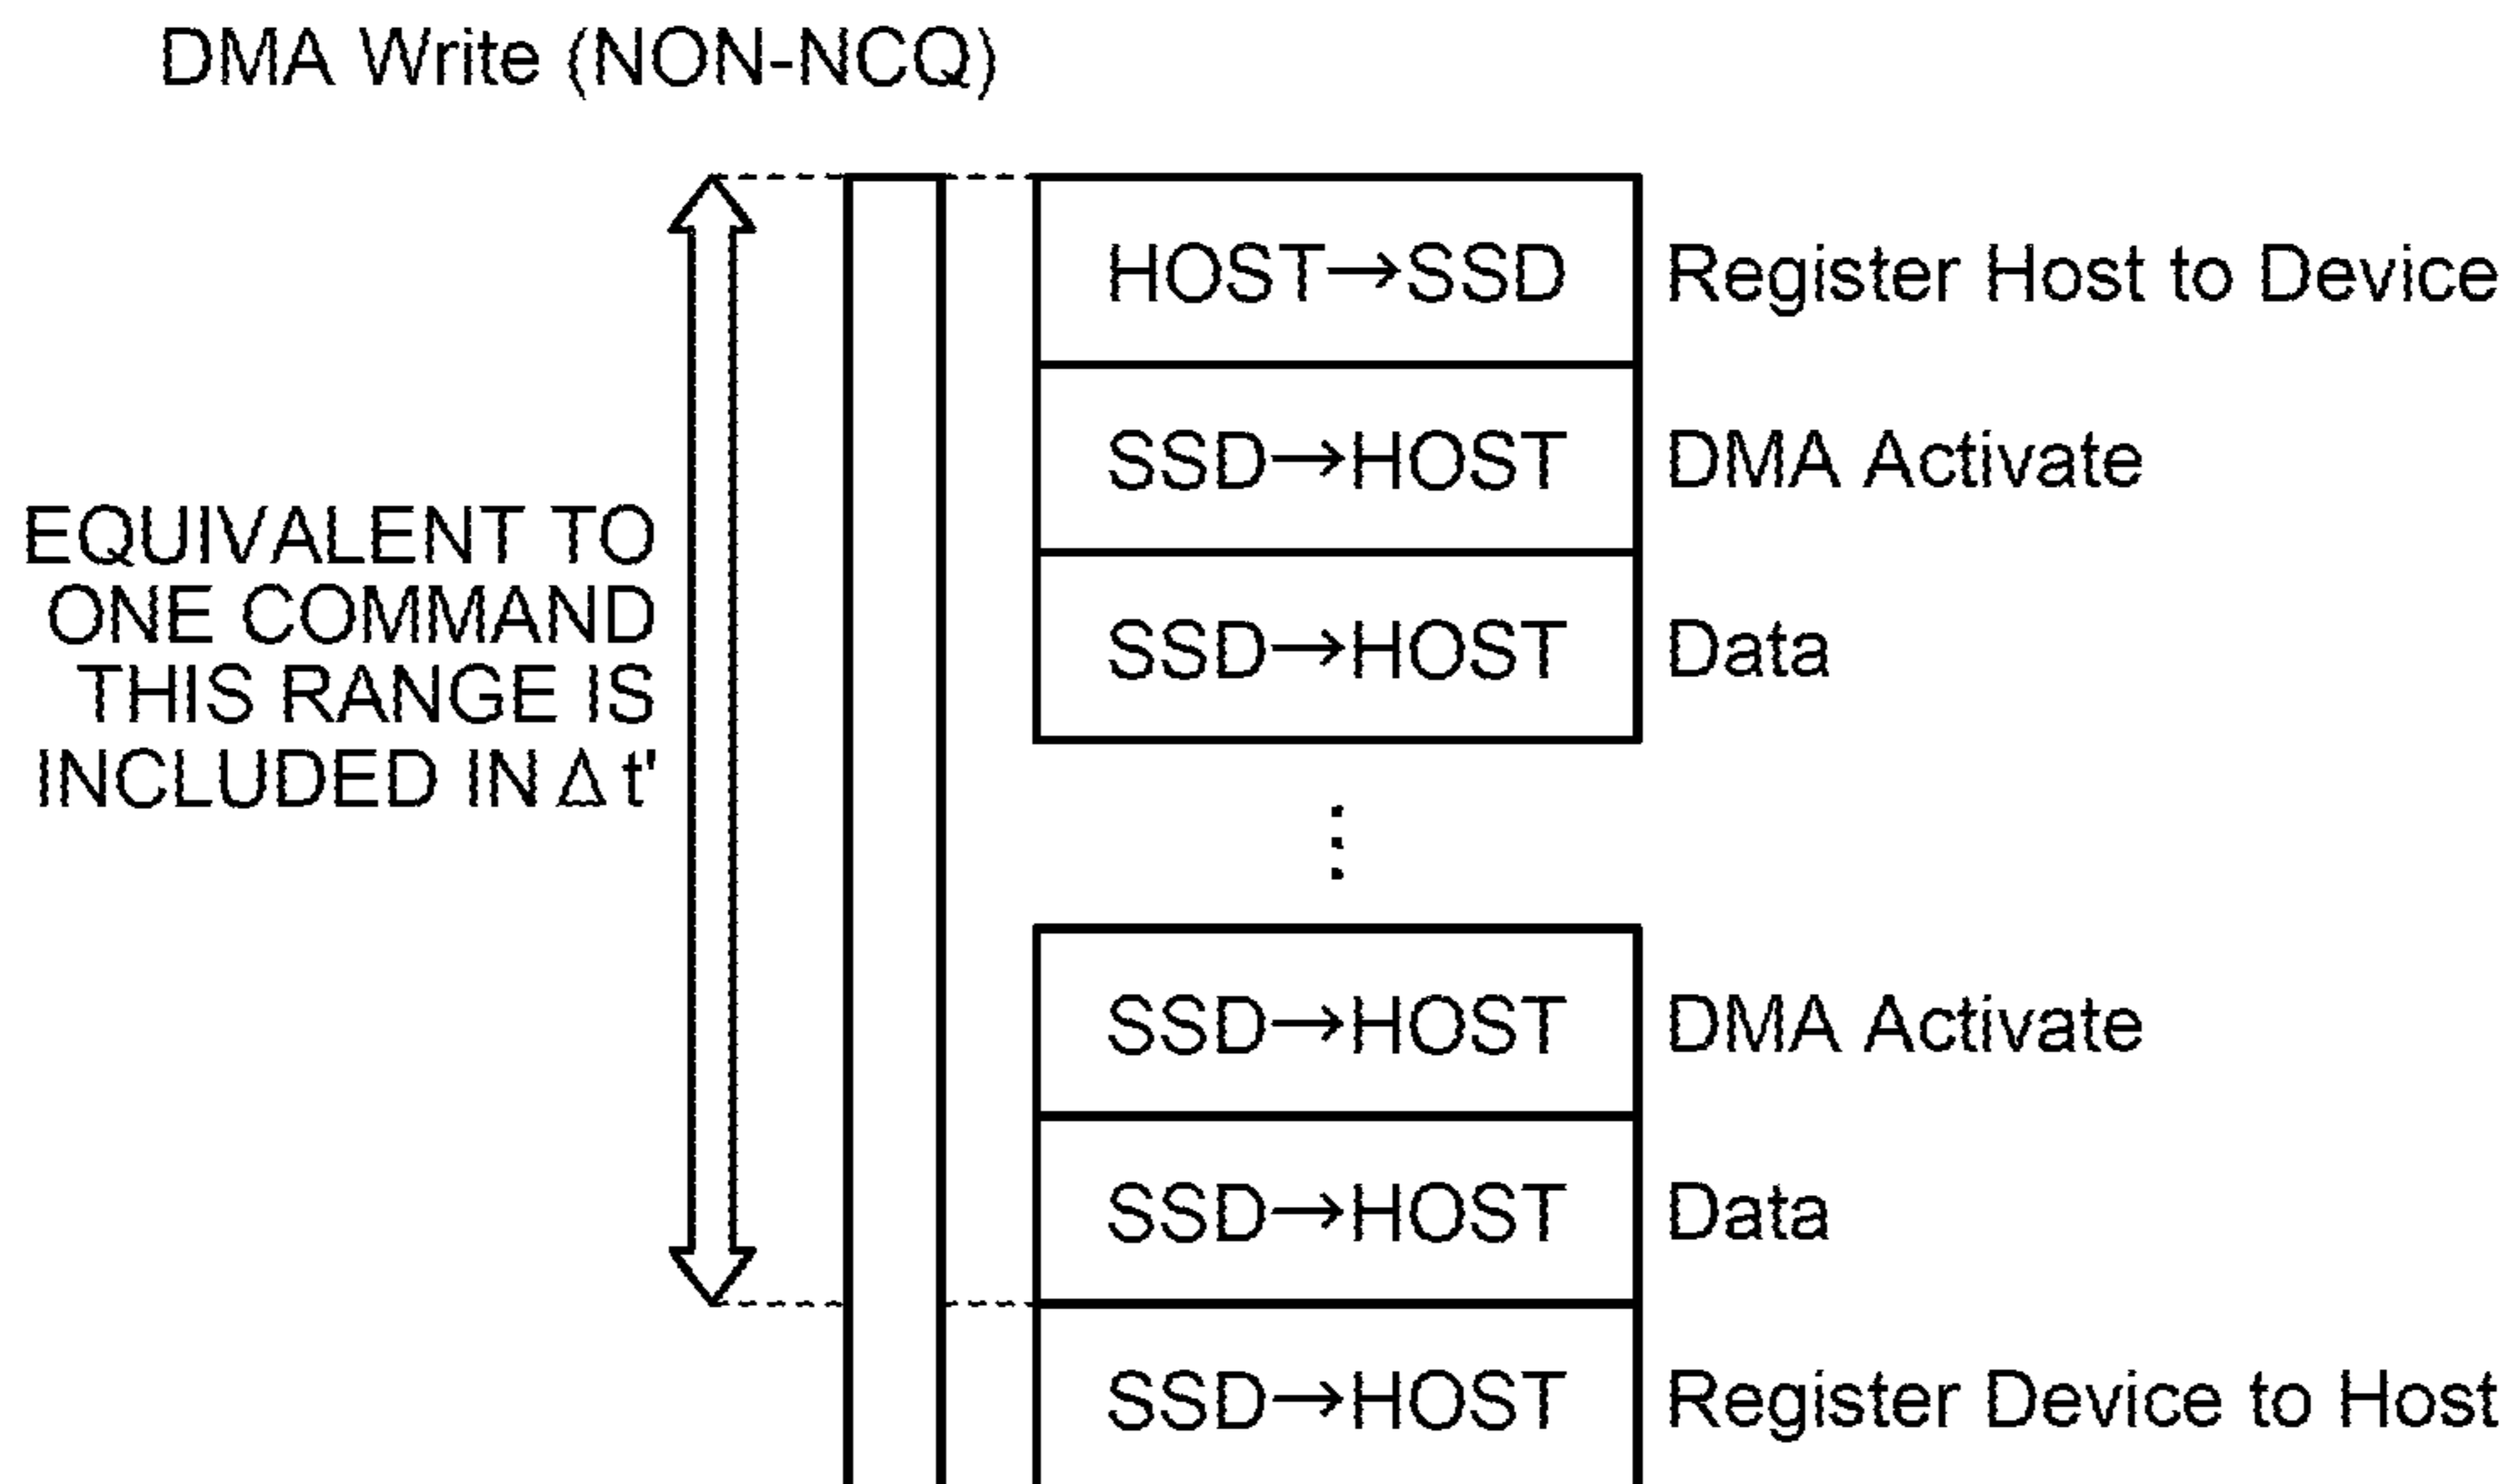 DMA Write (NON-NCQ)
HOST→SSD Register Host to Device
SSD→HOST DMA Activate
EQUIVALENT TO
ONE COMMAND
THIS RANGE IS
INCLUDED IN Δt'
SSD→HOST Data
⋮
SSD→HOST DMA Activate
SSD→HOST Data
SSD→HOST Register Device to Host